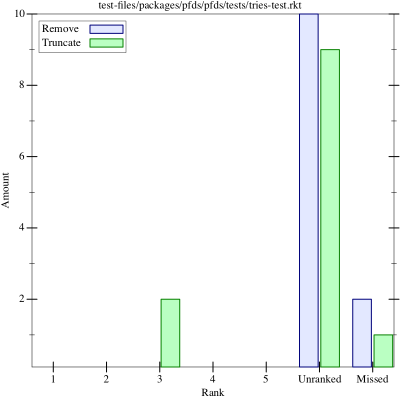 test-files/packages/pfds/pfds/tests/tries-test.rkt
10
Remove
Truncate
8
6
Amount
4
2
1 2 3 4 5 Unranked Missed
Rank